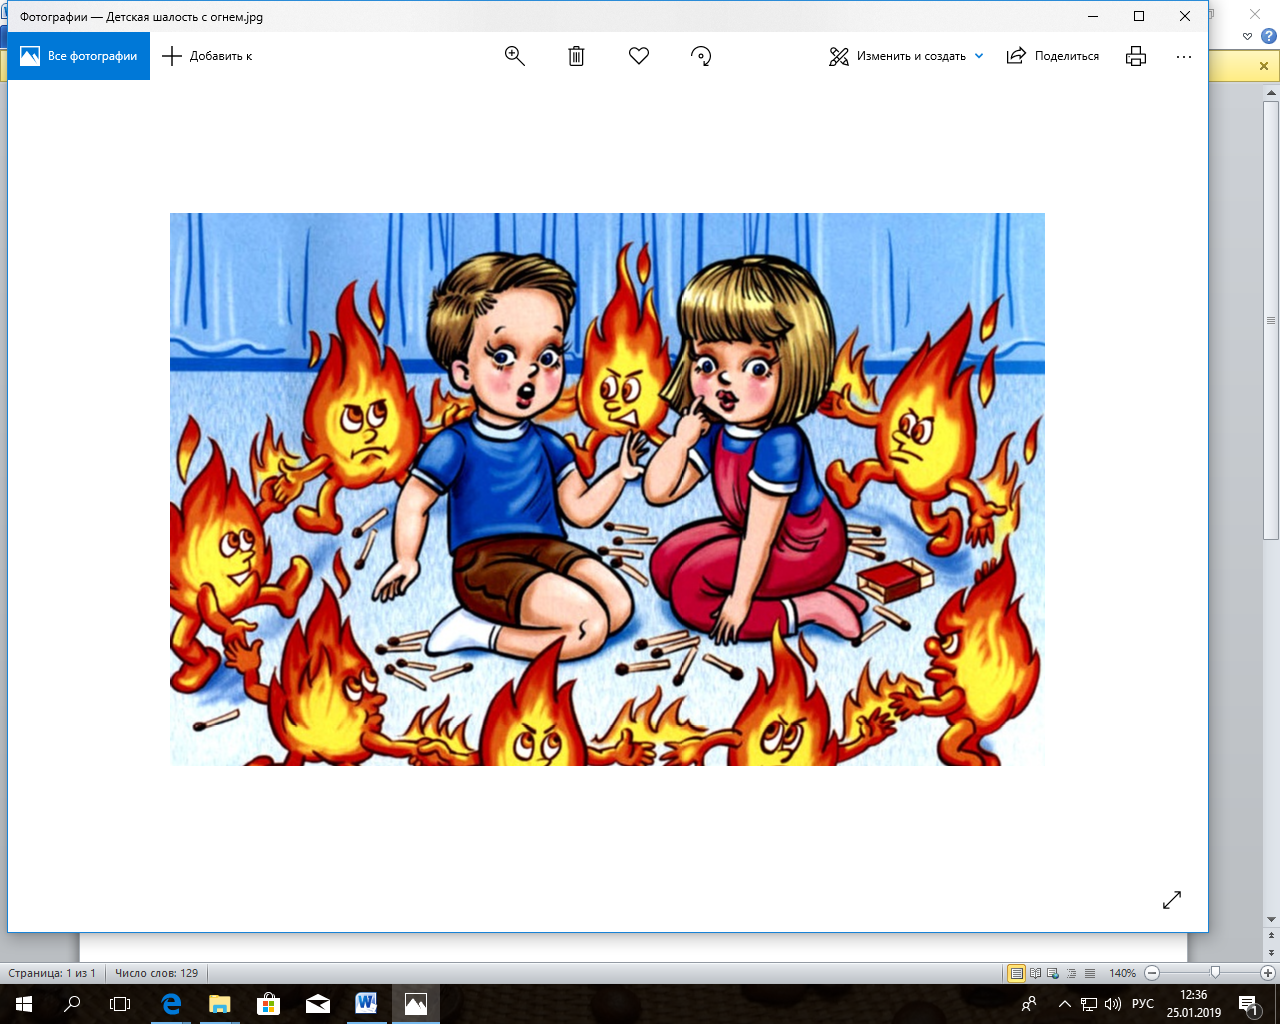 Фотографии — Детская шалость с огнем.jpg
Все фотографии
Добавить к
Изменить и создать
Поделиться
Страница: 1 из 1
Число слов: 129
140%
РУС
12:36
25.01.2019
1